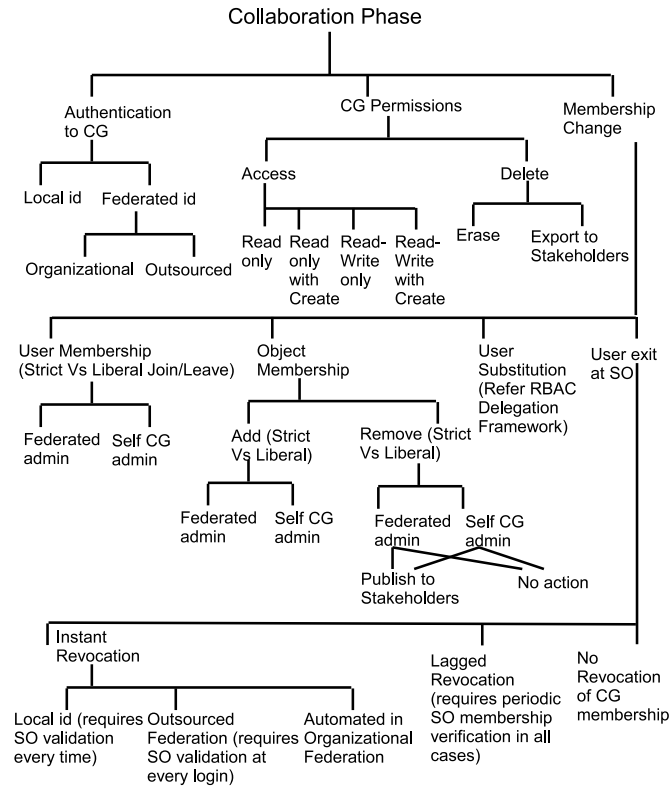 Collaboration Phase
Authentication
to CG
CG Permissions
Membership
Change
Local id
Federated id
Access
Delete
Organizational
Outsourced
Read
only
Read
only
with
Create
Read-
Write
only
Read-
Write
with
Create
Erase
Export to
Stakeholders
User Membership
(Strict Vs Liberal Join/Leave)
Object
Membership
User
Substitution
(Refer RBAC
Delegation
Framework)
User exit
at SO
Federated
admin
Self CG
admin
Add (Strict
Vs Liberal)
Remove (Strict
Vs Liberal)
Federated
admin
Self CG
admin
Federated
admin
Self CG
admin
Publish to
Stakeholders
No action
Instant
Revocation
Lagged
Revocation
(requires periodic
SO membership
verification in all
cases)
No
Revocation
of CG
membership
Local id (requires
SO validation
every time)
Outsourced
Federation (requires
SO validation at
every login)
Automated in
Organizational
Federation